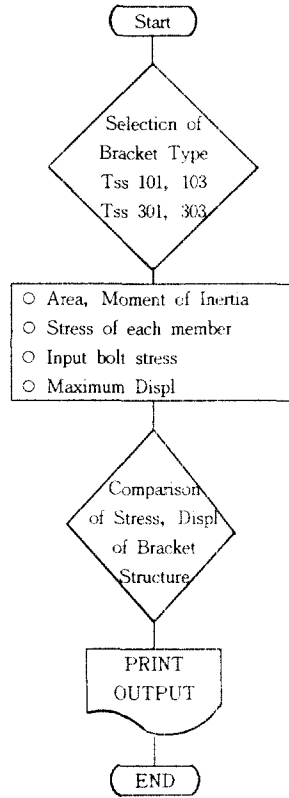 Start
Selection of
Bracket Type
Tss 101, 103
Tss 301, 303
○ Area, Moment of Inertia
○ Stress of each member
○ Input bolt stress
○ Maximum Displ
Comparison
of Stress, Displ
of Bracket
Structure
PRINT
OUTPUT
END